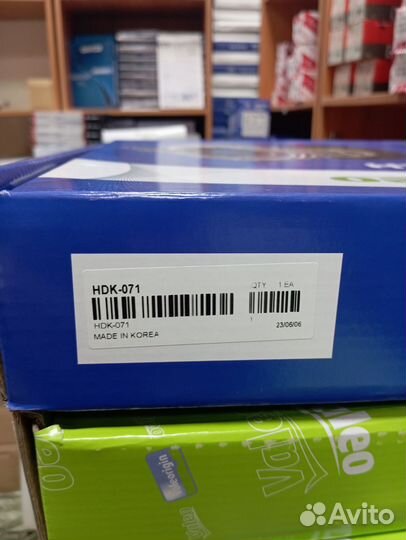 HDK-071
QTY 1 EA
HDK-071
1
23/06/06
MADE IN KOREA
Valeo
Avito